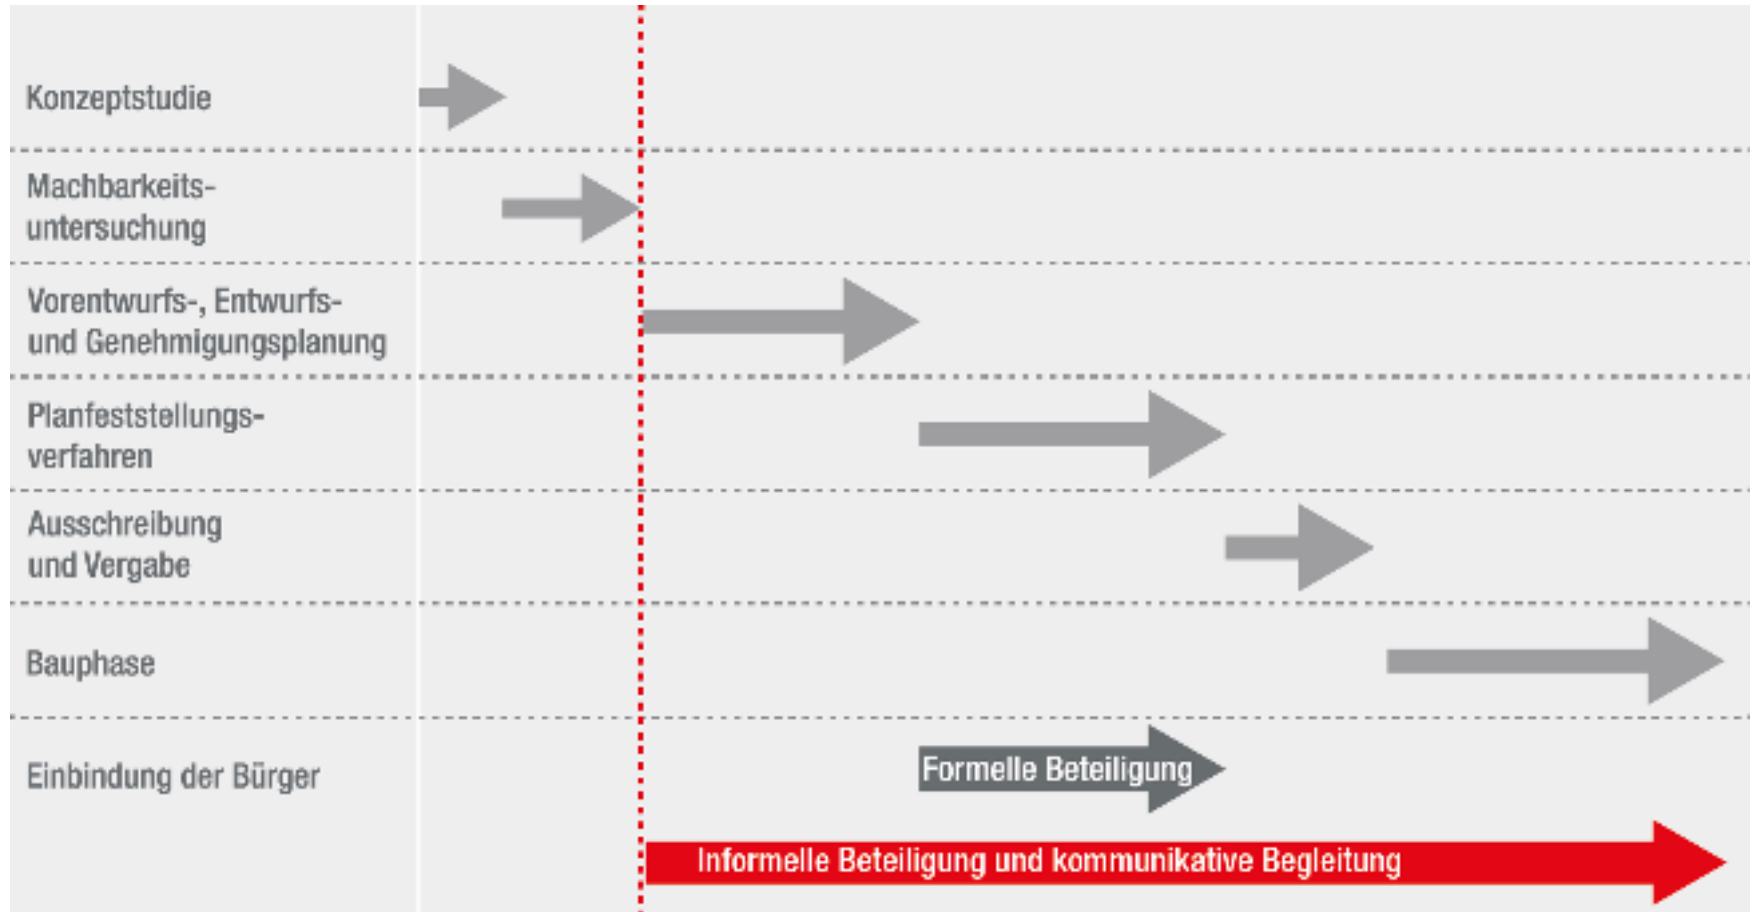 Konzeptstudie
Machbarkeits-
untersuchung
Vorentwurfs-, Entwurfs-
und Genehmigungsplanung
Planfeststellungs-
verfahren
Ausschreibung
und Vergabe
Bauphase
Einbindung der Bürger
Formelle Beteiligung
Informelle Beteiligung und kommunikative Begleitung